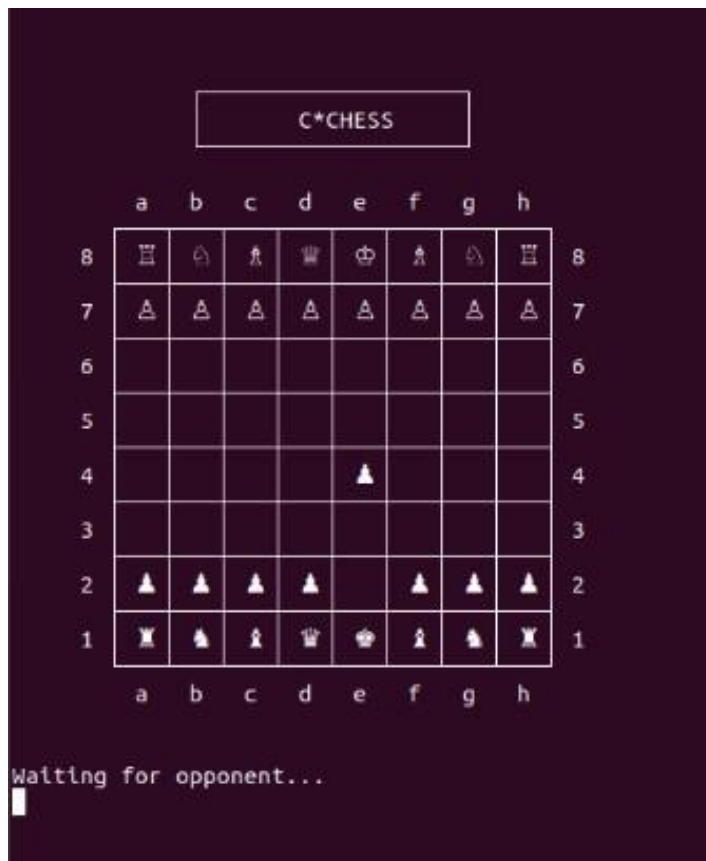 C*CHESS
a b c d e f g h
8 ♖ ♘ ♗ ♕ ♔ ♗ ♘ ♖ 8
7 ♙ ♙ ♙ ♙ ♙ ♙ ♙ ♙ 7
6 6
5 5
4 ♟ 4
3 3
2 ♟ ♟ ♟ ♟ ♟ ♟ ♟ 2
1 ♜ ♞ ♝ ♛ ♚ ♝ ♞ ♜ 1
a b c d e f g h
Waiting for opponent...